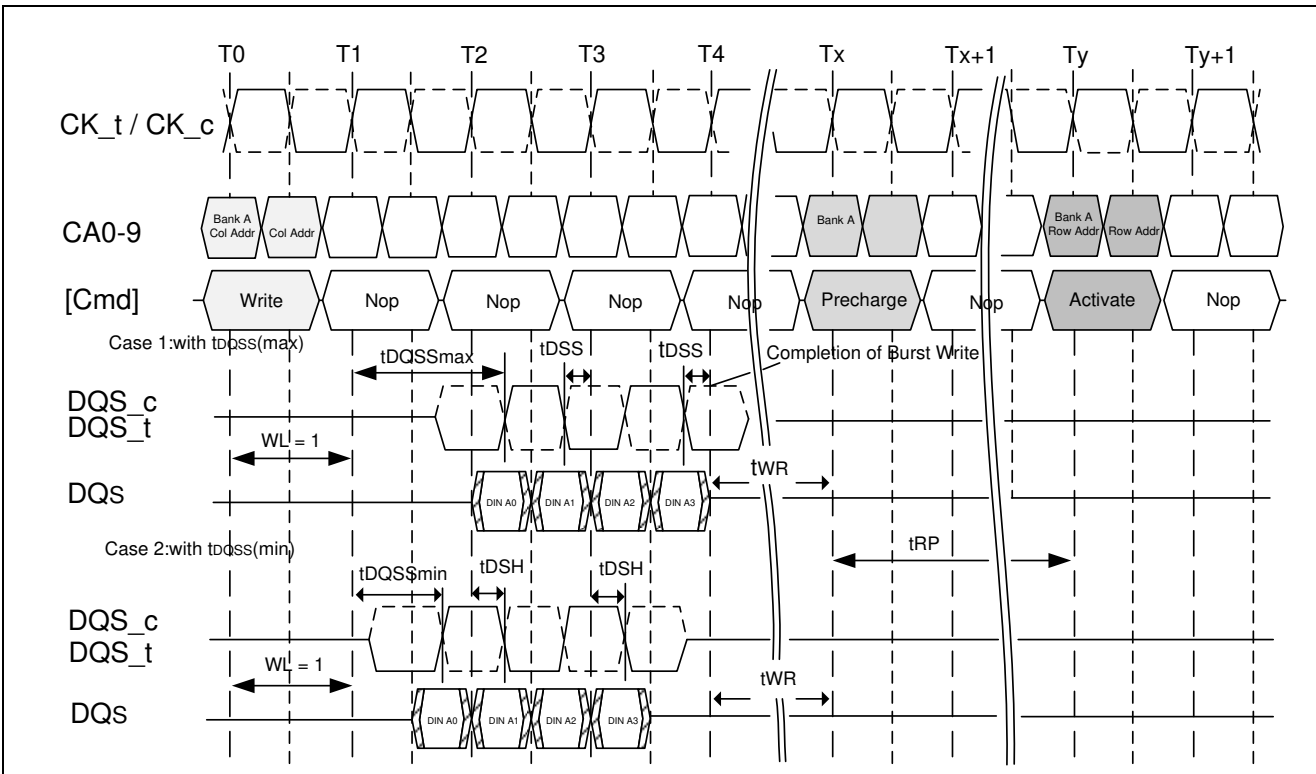 T0 T1 T2 T3 T4 Tx Tx+1 Ty Ty+1
CK_t / CK_c
CA0-9
Bank A
Col Addr
Col Addr
Bank A
Bank A
Row Addr
Row Addr
[Cmd] Write Nop Nop Nop Nop Precharge Nop Activate Nop
Case 1:with tDQSS(max)
tDQSSmax tDSS tDSS Completion of Burst Write
DQS_c
DQS_t
WL = 1
tWR
DQs DIN A0 DIN A1 DIN A2 DIN A3
Case 2:with tDQSS(min)
tRP
tDQSSmin tDSH tDSH
DQS_c
DQS_t
WL = 1
tWR
DQs DIN A0 DIN A1 DIN A2 DIN A3